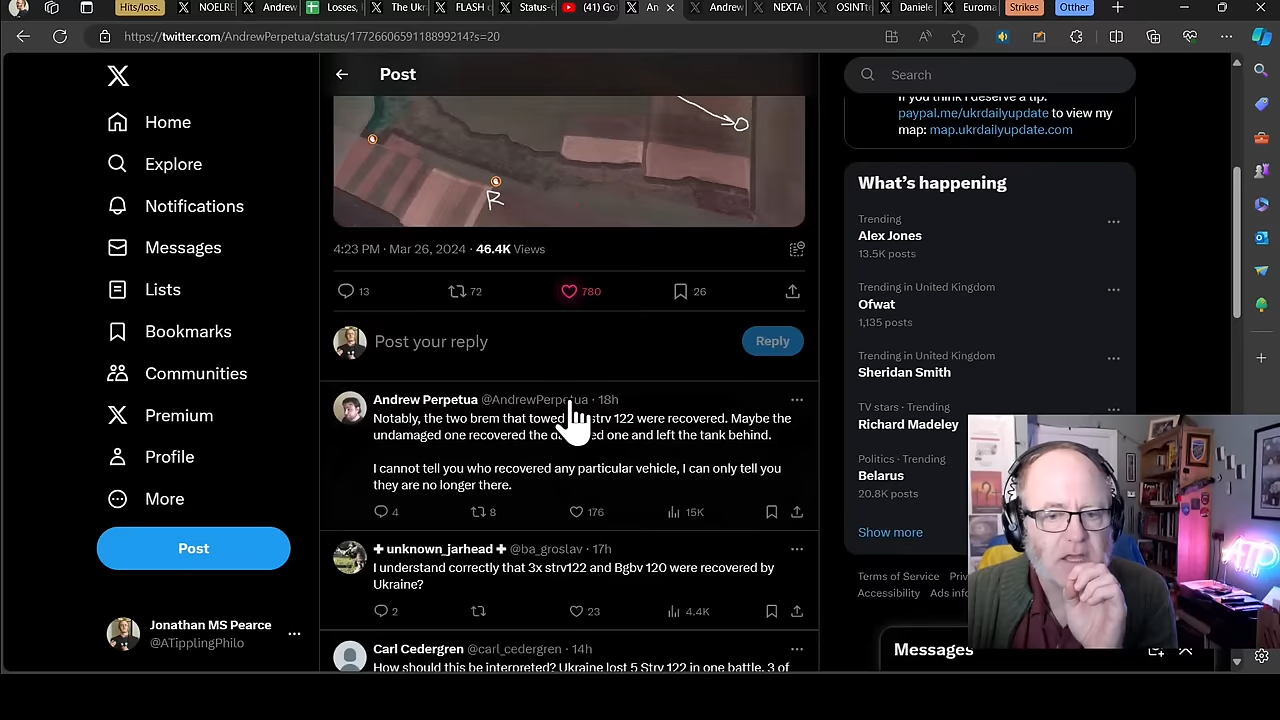 Hits/loss.
NOELRE
Andrew
Losses,
The Ukr
FLASH
Status-
(41) Go
An
Andrew
NEXTA
OSINT
Daniele
Eurom
Strikes
Otther
https://twitter.com/AndrewPerpetua/status/1772660659118899214?s=20
Home
Explore
Notifications
Messages
Lists
Bookmarks
Communities
Premium
Profile
More
Post
Jonathan MS Pearce
@ATipplingPhilo
Post
R
4:23 PM · Mar 26, 2024 · 46.4K Views
13
72
780
26
Post your reply
Reply
Andrew Perpetua @AndrewPerpetua · 18h
Notably, the two brem that towed strv 122 were recovered. Maybe the
undamaged one recovered the one and left the tank behind.
I cannot tell you who recovered any particular vehicle, I can only tell you
they are no longer there.
4
8
176
15K
unknown_jarhead @ba_groslav · 17h
I understand correctly that 3x strv122 and Bgbv 120 were recovered by
Ukraine?
2
23
4.4K
Carl Cedergren @carl_cedergren · 14h
How should this be interpreted? Ukraine lost 5 Strv 122 in one battle, 3 of
Search
If you think I deserve a tip:
paypal.me/ukrdailyupdate to view my
map: map.ukrdailyupdate.com
What's happening
Trending
Alex Jones
13.5K posts
Trending in United Kingdom
Ofwat
1,135 posts
Trending in United Kingdom
Sheridan Smith
TV stars · Trending
Richard Madeley
Politics · Trending
Belarus
20.8K posts
Show more
Terms of Service
Accessibility
Messages
ATP